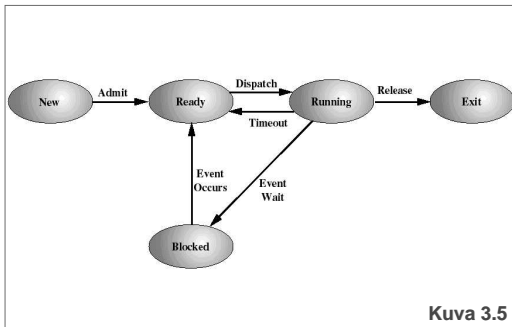 Dispatch
Admit
Release
New
Ready
Running
Exit
Timeout
Event
Occurs
Event
Wait
Blocked
Kuva 3.5